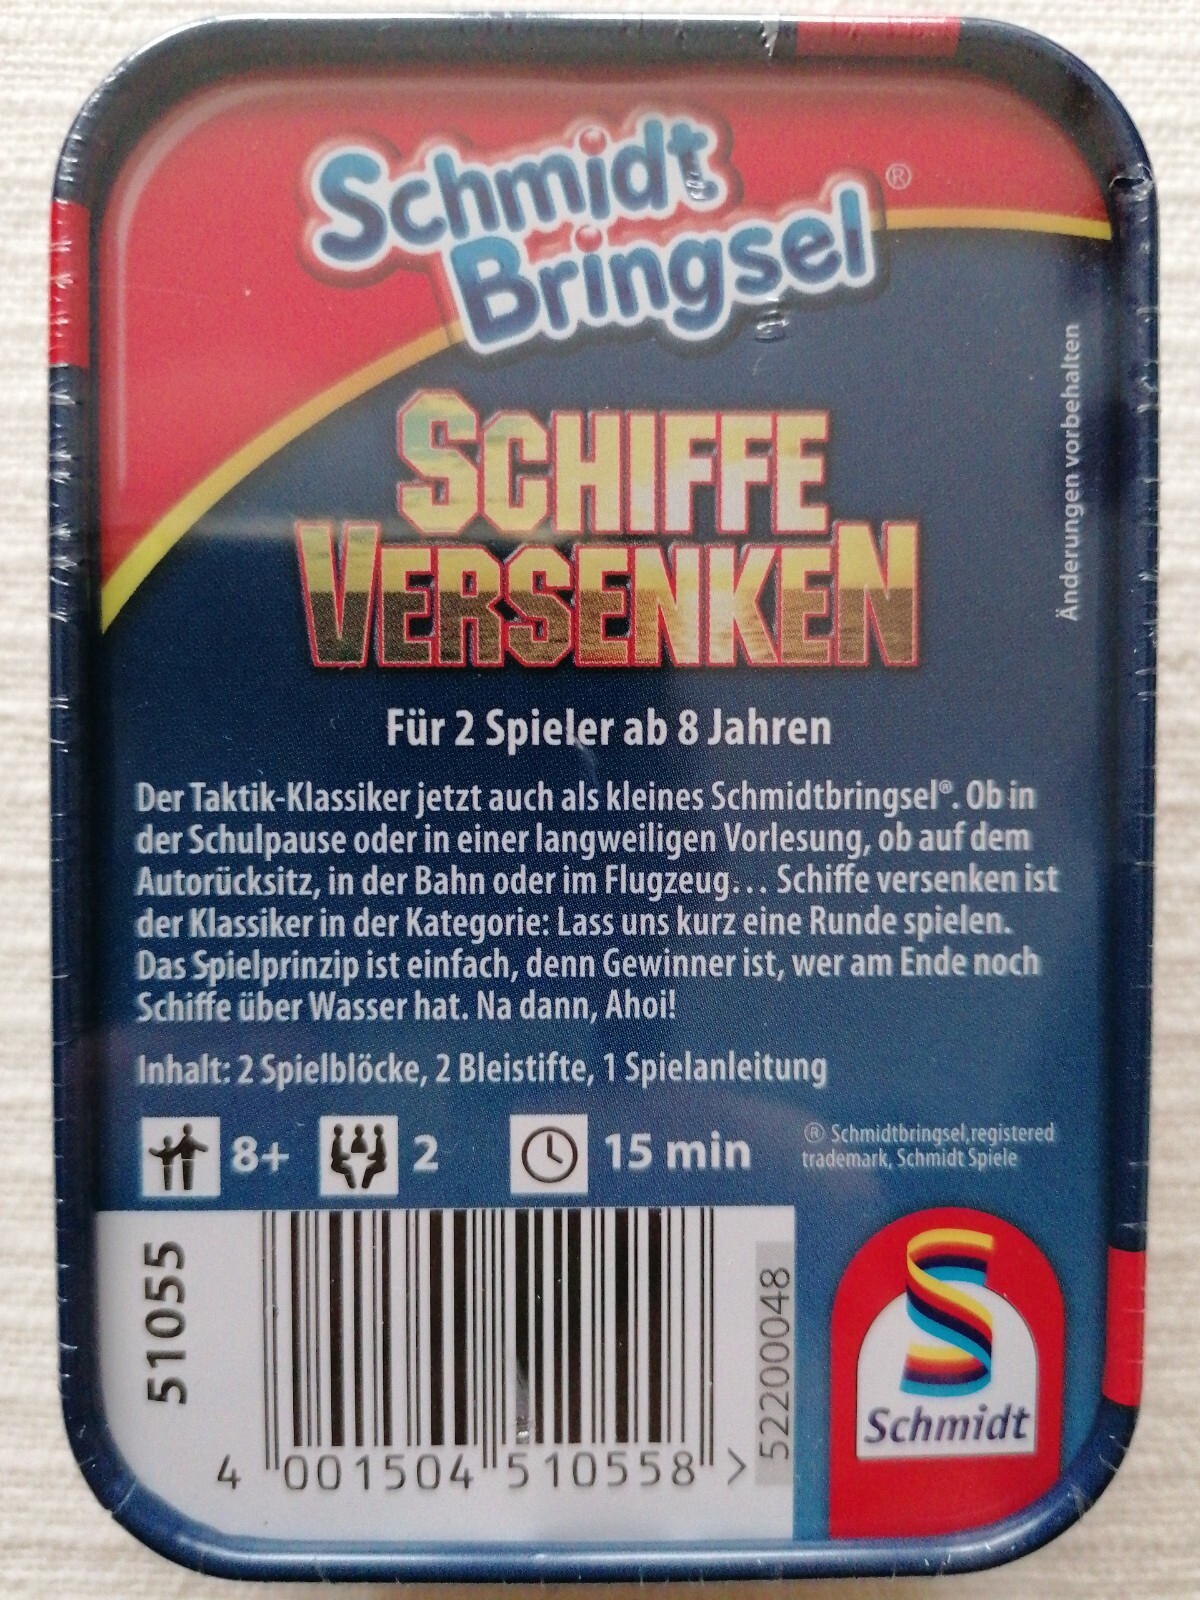 Schmidt
Bringsel ®
SCHIFFE
VERSENKEN
Änderungen vorbehalten
Für 2 Spieler ab 8 Jahren
Der Taktik-Klassiker jetzt auch als kleines Schmidtbringsel®. Ob in
der Schulpause oder in einer langweiligen Vorlesung, ob auf dem
Autorücksitz, in der Bahn oder im Flugzeug... Schiffe versenken ist
der Klassiker in der Kategorie: Lass uns kurz eine Runde spielen.
Das Spielprinzip ist einfach, denn Gewinner ist, wer am Ende noch
Schiffe über Wasser hat. Na dann, Ahoi!
Inhalt: 2 Spielblöcke, 2 Bleistifte, 1 Spielanleitung
8+ 2 15 min
® Schmidtbringsel,registered
trademark, Schmidt Spiele
51055
4 001504 510558 >
52200048
Schmidt